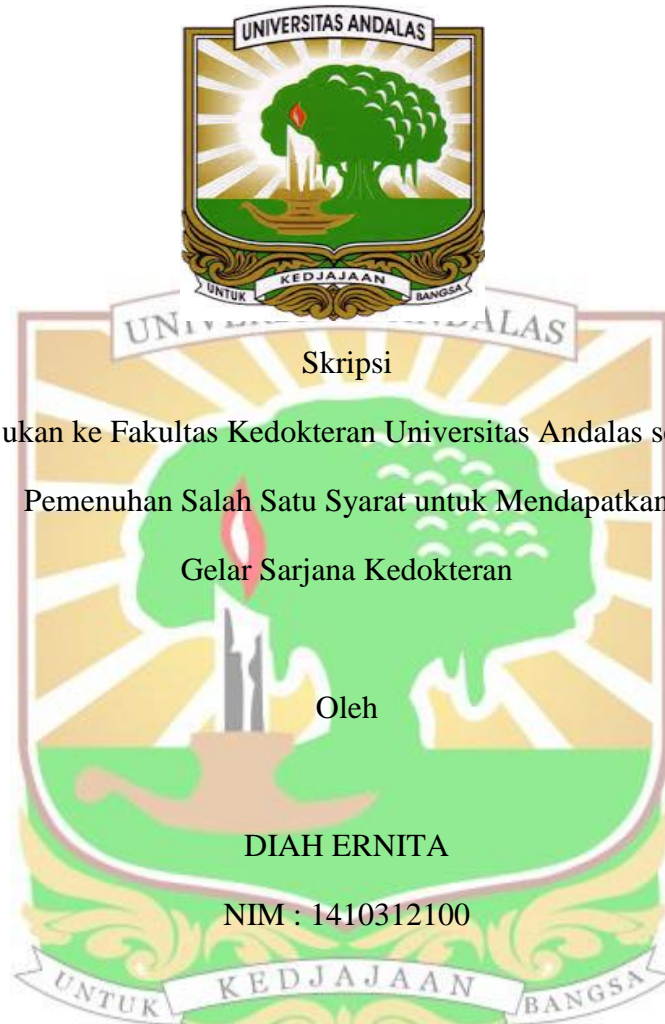 UNIVERSITAS ANDALAS
UNTUK KEDJAJAAN BANGSA
ALAS
Skripsi
ukan ke Fakultas Kedokteran Universitas Andalas
Pemenuhan Salah Satu Syarat untuk Mendapatkan
Gelar Sarjana Kedokteran
Oleh
DIAH ERNITA
NIM : 1410312100
UNTUK KEDJAJAAN BANGSA